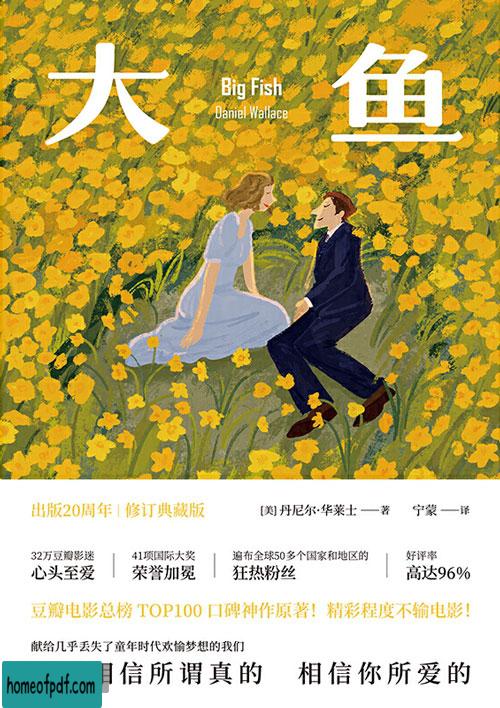 大 鱼
Big Fish
Daniel Wallace
出版20周年 | 修订典藏版
[美] 丹尼尔·华莱士 — 著 宁蒙 — 译
32万豆瓣影迷 41项国际大奖 遍布全球50多个国家和地区的 好评率
心头至爱 荣誉加冕 狂热粉丝 高达96%
豆瓣电影总榜 TOP100 口碑神作原著！精彩程度不输电影！
献给几乎丢失了童年时代欢愉梦想的我们
相信所谓真的 相信你所爱的
homeofpdf.com